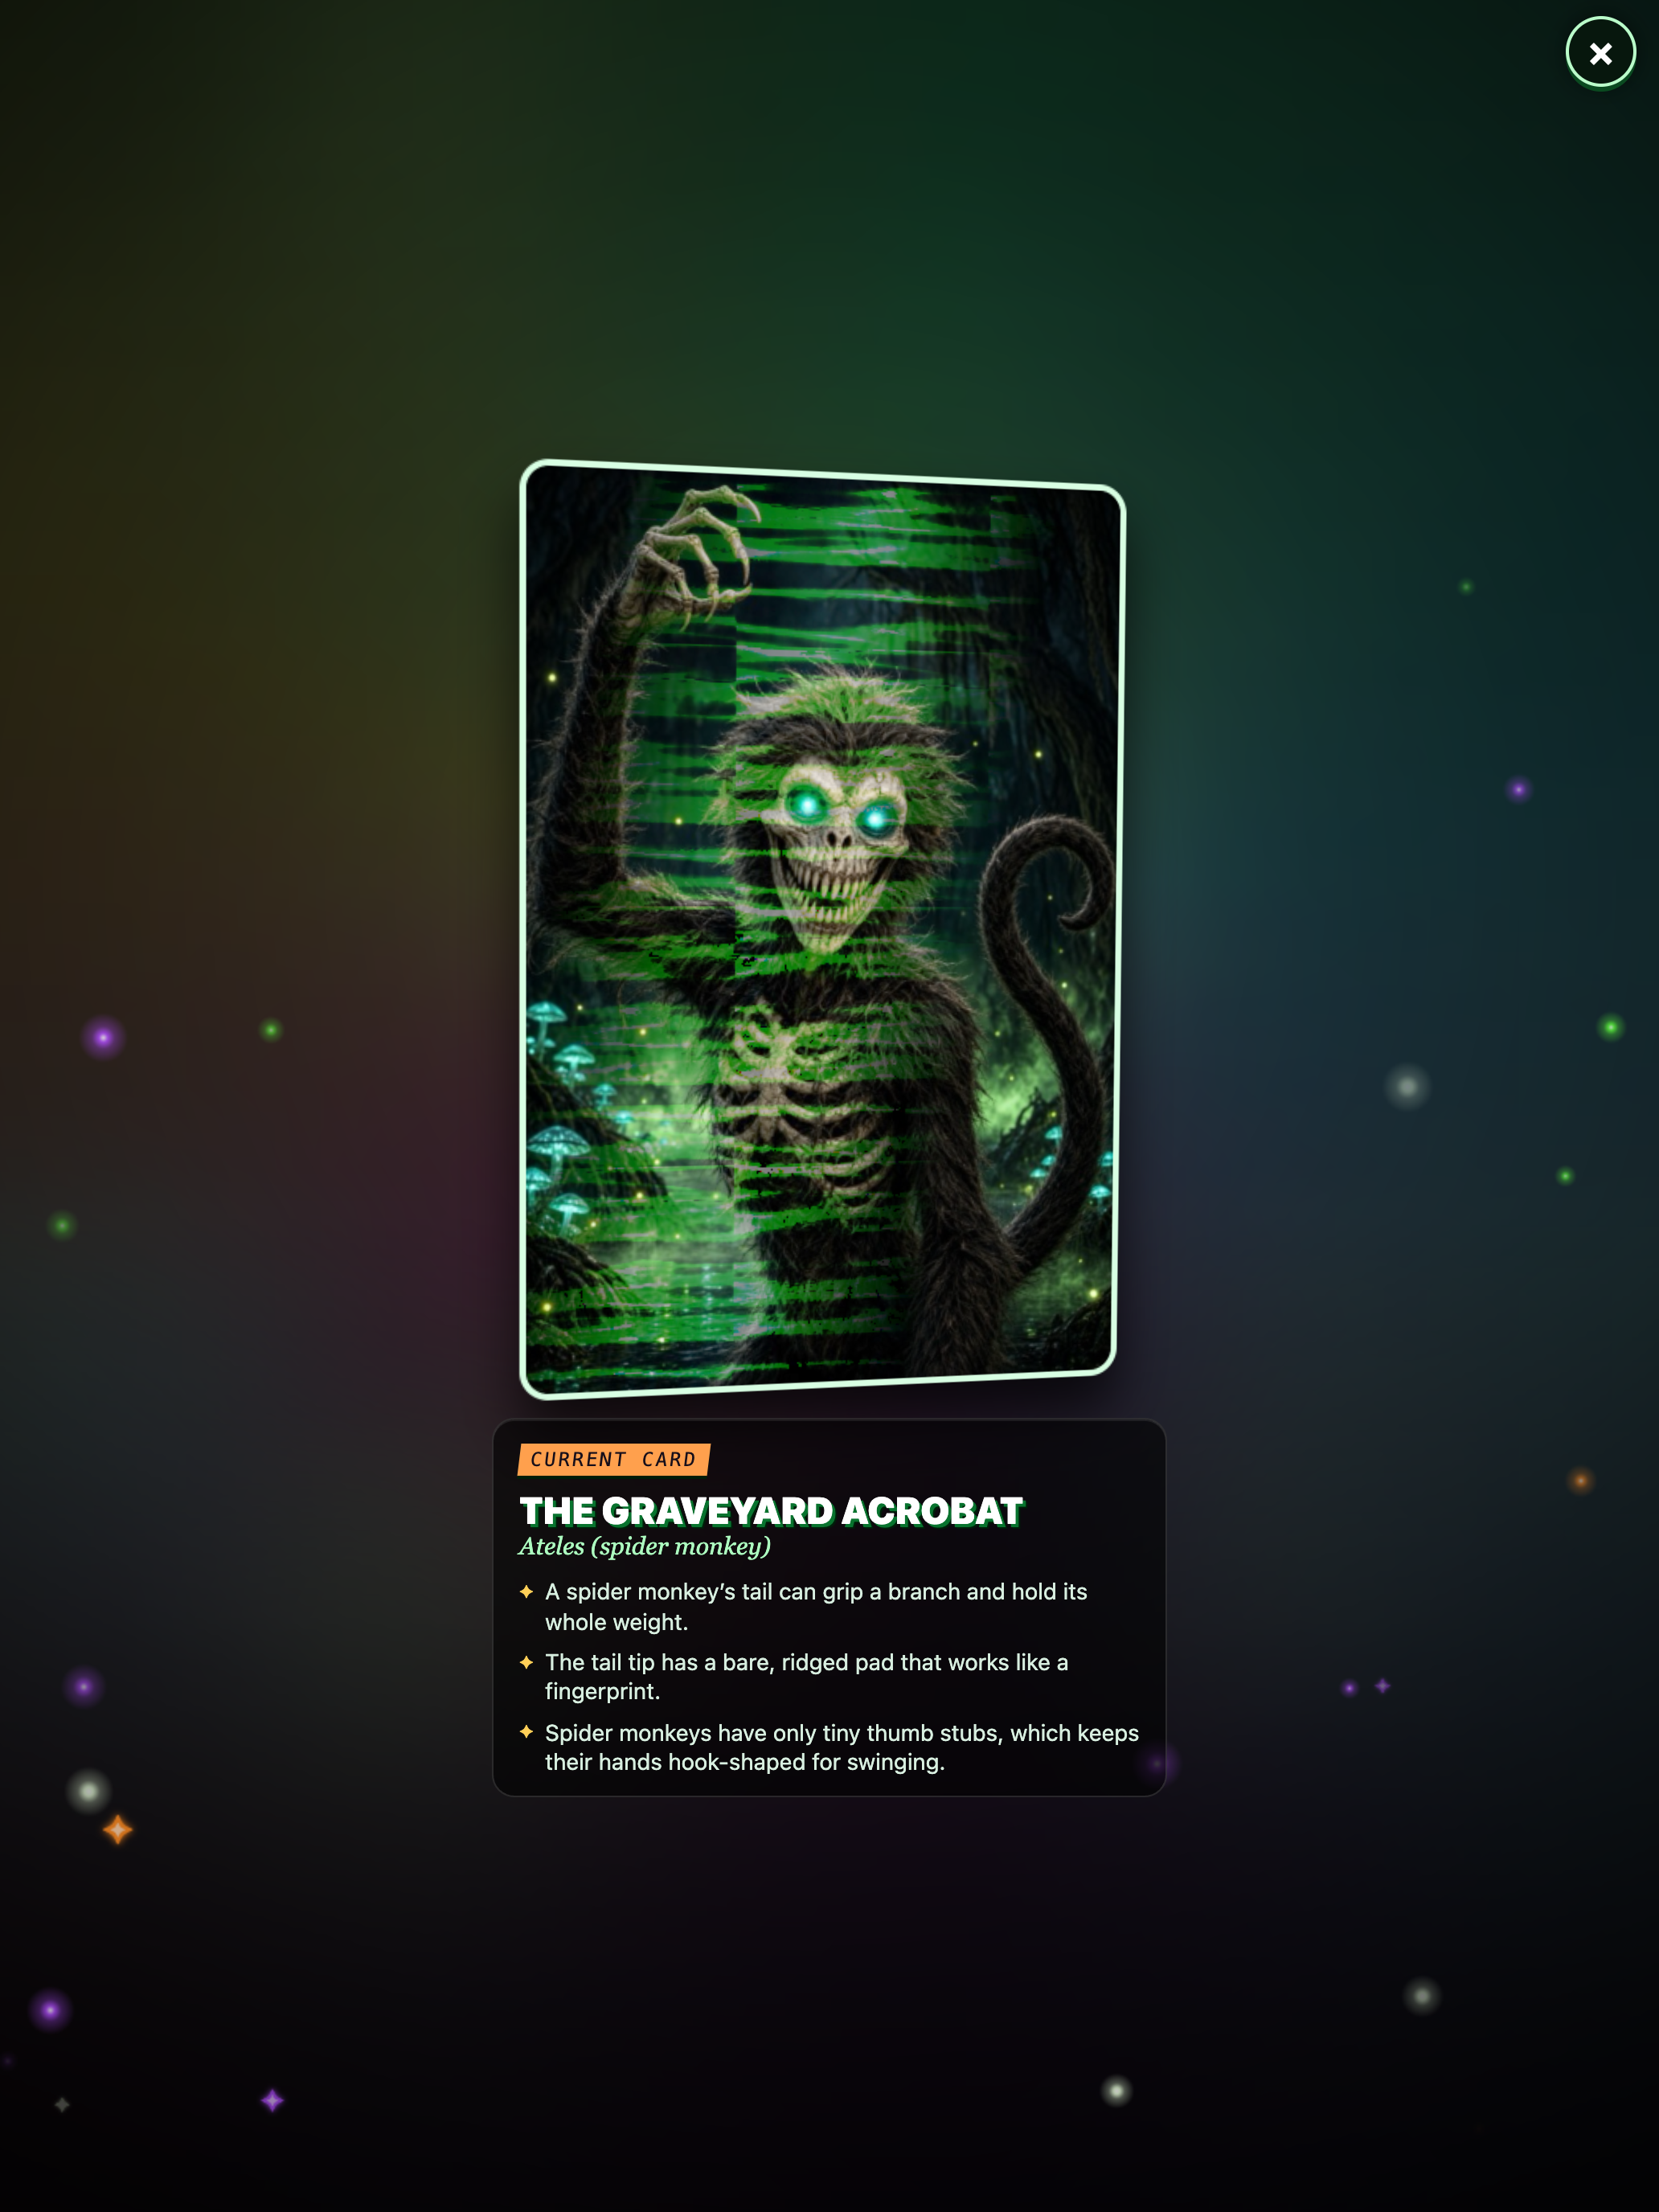 CURRENT CARD
THE GRAVEYARD ACROBAT
Ateles (spider monkey)
A spider monkey’s tail can grip a branch and hold its
whole weight.
The tail tip has a bare, ridged pad that works like a
fingerprint.
Spider monkeys have only tiny thumb stubs, which keeps
their hands hook-shaped for swinging.